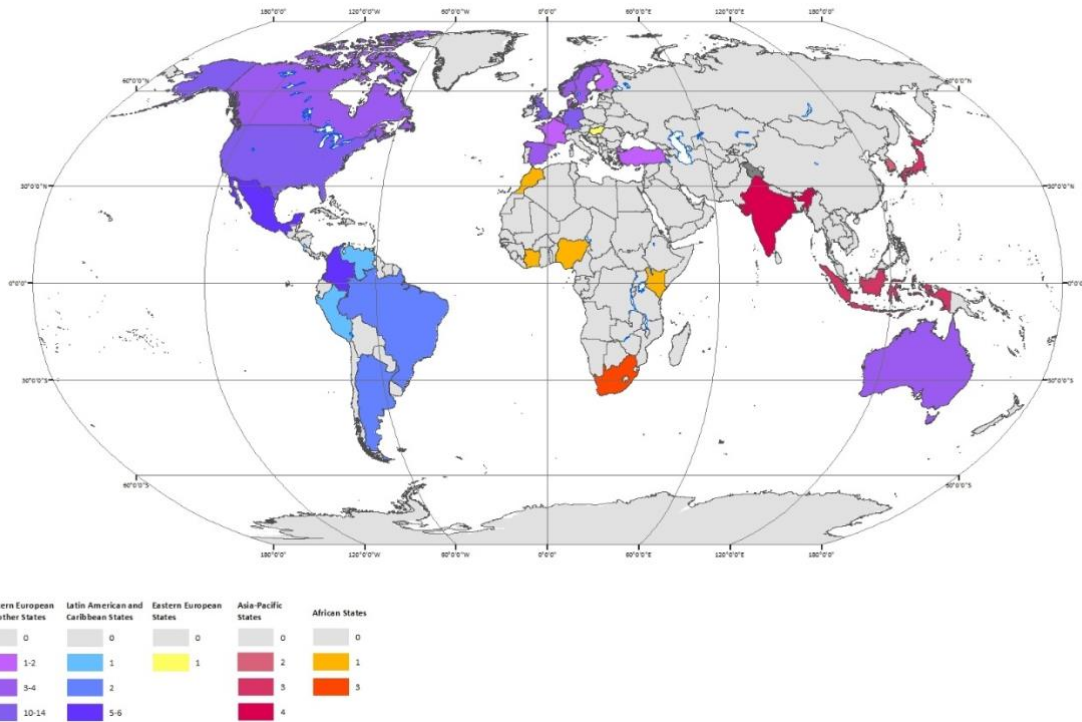 180°0'0" 120°0'0"W 60°0'0"W 0°0'0" 60°0'0"E 120°0'0"E 180°0'0"
60°0'0"N 60°0'0"N
30°0'0"N 30°0'0"N
0°0'0" 0°0'0"
30°0'0"S 30°0'0"S
60°0'0"S 60°0'0"S
180°0'0" 120°0'0"W 60°0'0"W 0°0'0" 60°0'0"E 120°0'0"E 180°0'0"
ern European
ther States
0
1-2
3-4
10-14
Latin American and
Caribbean States
0
1
2
5-6
Eastern European
States
0
1
Asia-Pacific
States
0
2
3
4
African States
0
1
3